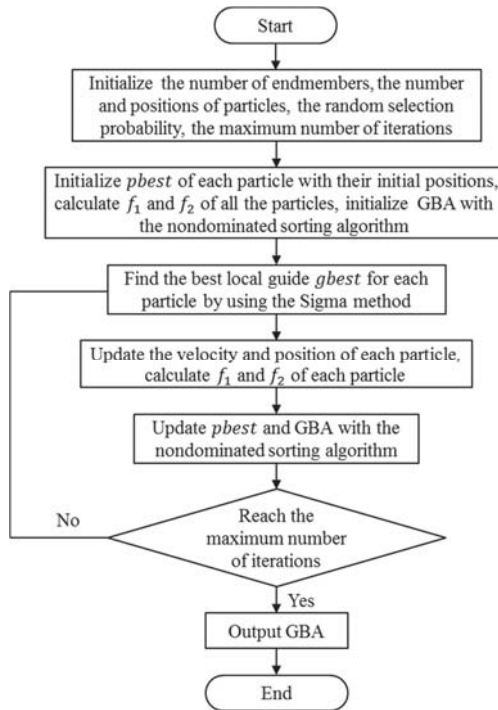 Start
Initialize the number of endmembers, the number
and positions of particles, the random selection
probability, the maximum number of iterations
Initialize pbest of each particle with their initial positions,
calculate f₁ and f₂ of all the particles, initialize GBA with
the nondominated sorting algorithm
Find the best local guide gbest for each
particle by using the Sigma method
Update the velocity and position of each particle,
calculate f₁ and f₂ of each particle
Update pbest and GBA with the
nondominated sorting algorithm
No
Reach the
maximum number
of iterations
Yes
Output GBA
End